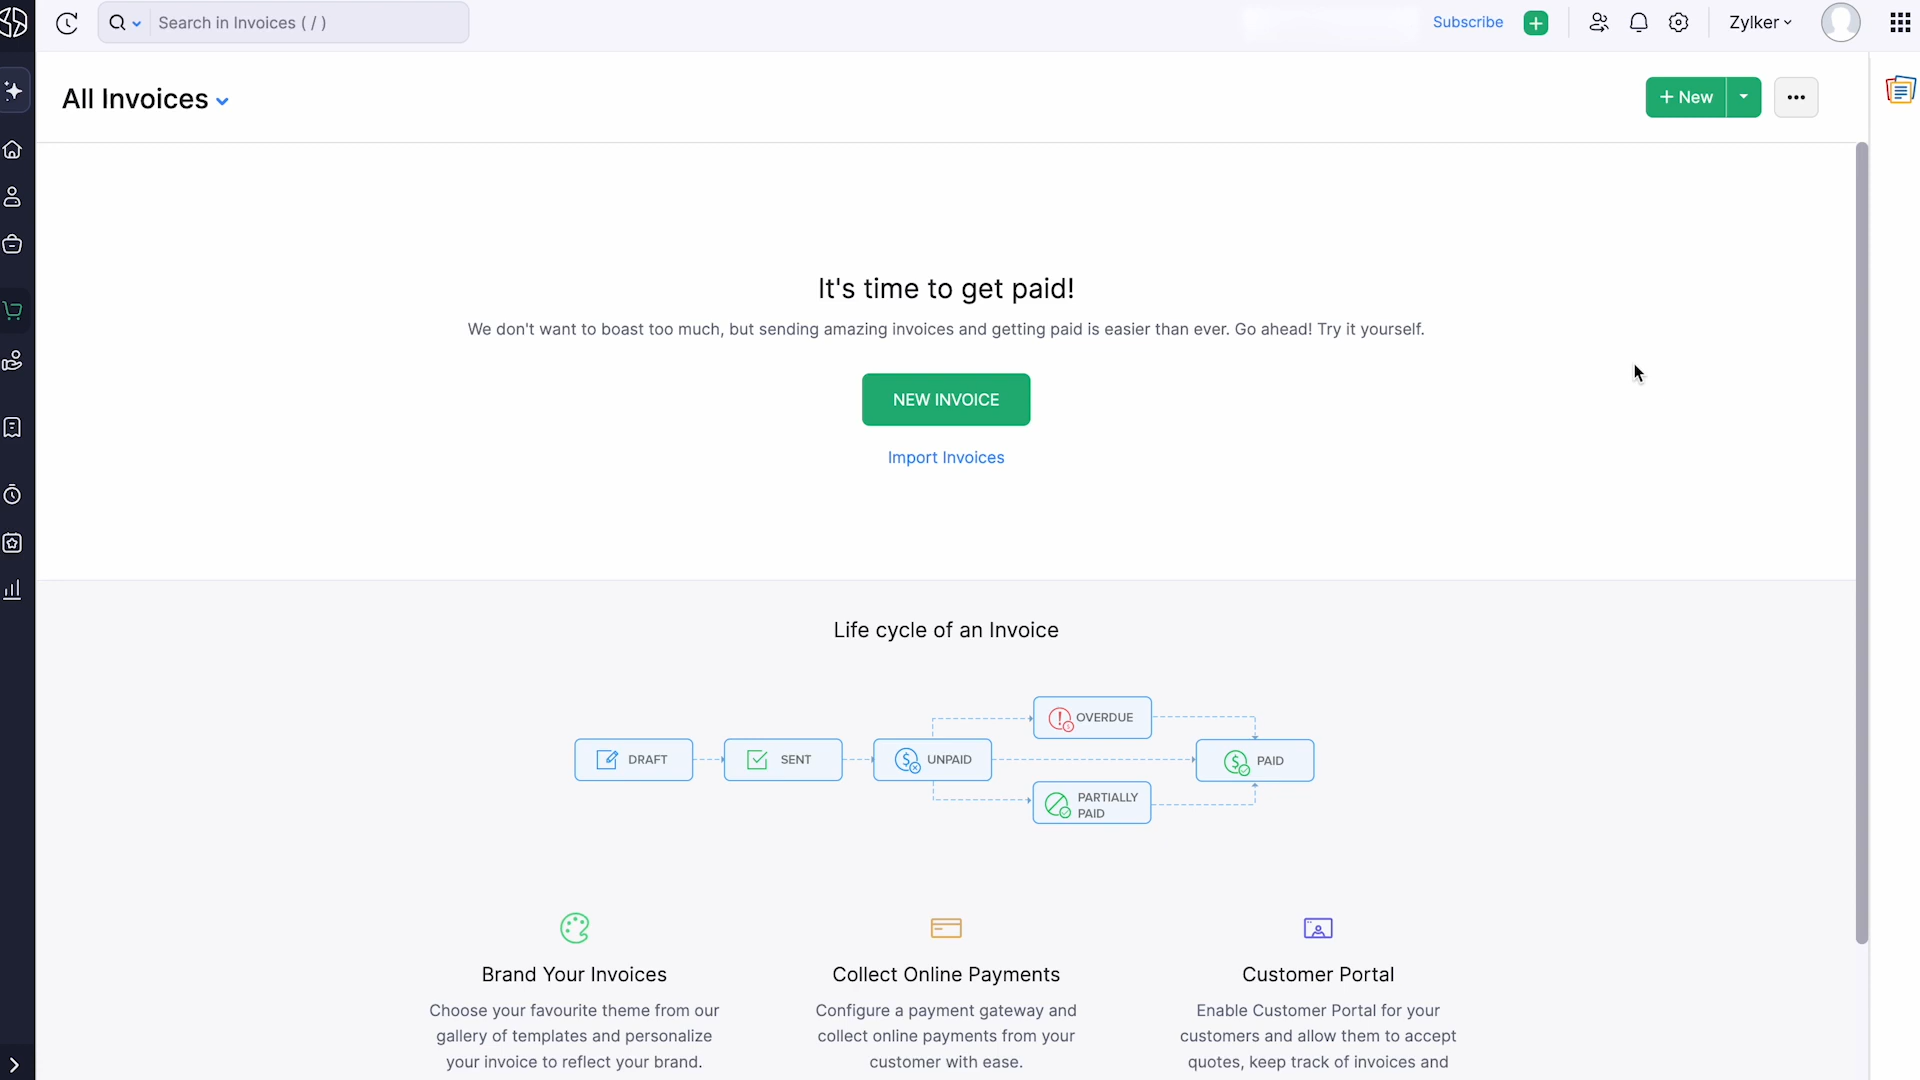 Search in Invoices ( / )
Subscribe
Zylker
All Invoices
+ New
It's time to get paid!
We don't want to boast too much, but sending amazing invoices and getting paid is easier than ever. Go ahead! Try it yourself.
NEW INVOICE
Import Invoices
Life cycle of an Invoice
DRAFT
SENT
UNPAID
OVERDUE
PARTIALLY
PAID
PAID
Brand Your Invoices
Choose your favourite theme from our
gallery of templates and personalize
your invoice to reflect your brand.
Collect Online Payments
Configure a payment gateway and
collect online payments from your
customer with ease.
Customer Portal
Enable Customer Portal for your
customers and allow them to accept
quotes, keep track of invoices and